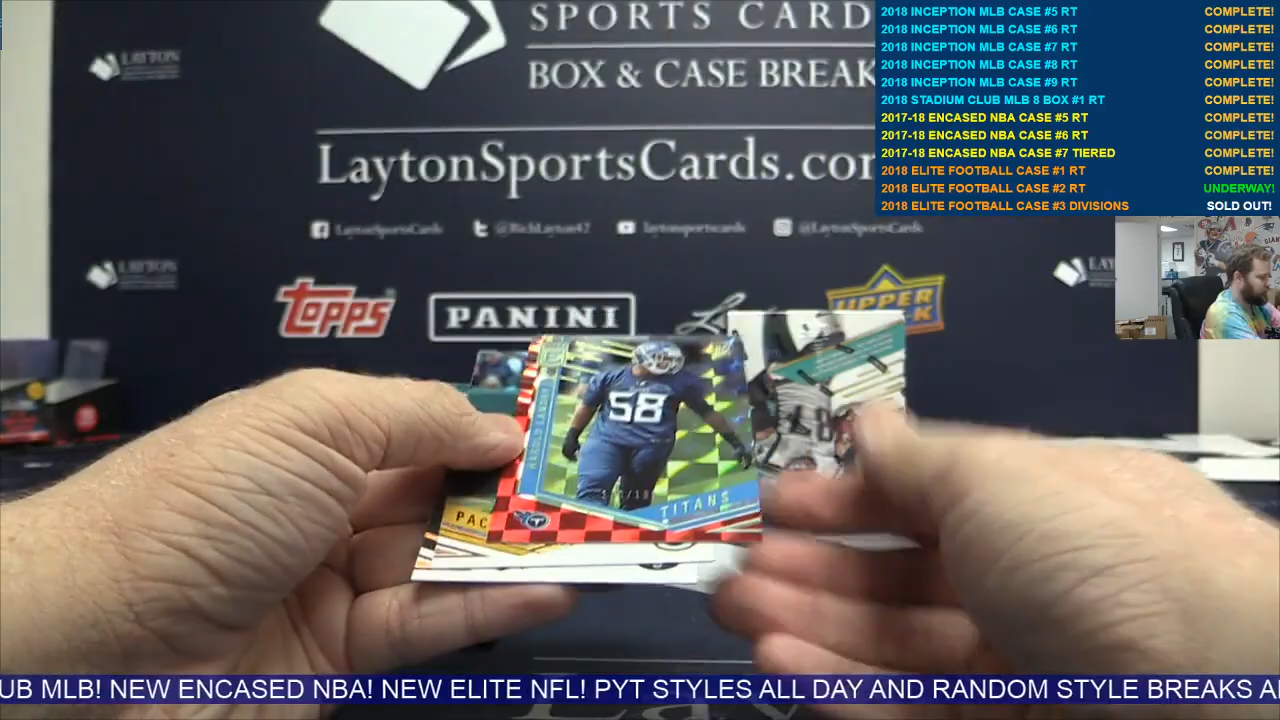 SPORTS CARD
BOX & CASE BREAK
LaytonSportsCards.com
LaytonSportsCards
@RichLayton47
laytonsportscards
@LaytonSportsCards
LAYTON
LAYTON
LAY
TOPPS
PANINI
Leaf
UPPER
2018 INCEPTION MLB CASE #5 RT COMPLETE!
2018 INCEPTION MLB CASE #6 RT COMPLETE!
2018 INCEPTION MLB CASE #7 RT COMPLETE!
2018 INCEPTION MLB CASE #8 RT COMPLETE!
2018 INCEPTION MLB CASE #9 RT COMPLETE!
2018 STADIUM CLUB MLB 8 BOX #1 RT COMPLETE!
2017-18 ENCASED NBA CASE #5 RT COMPLETE!
2017-18 ENCASED NBA CASE #6 RT COMPLETE!
2017-18 ENCASED NBA CASE #7 TIERED COMPLETE!
2018 ELITE FOOTBALL CASE #1 RT COMPLETE!
2018 ELITE FOOTBALL CASE #2 RT UNDERWAY!
2018 ELITE FOOTBALL CASE #3 DIVISIONS SOLD OUT!
58
TITANS
PAC
UB MLB! NEW ENCASED NBA! NEW ELITE NFL! PYT STYLES ALL DAY AND RANDOM STYLE BREAKS A